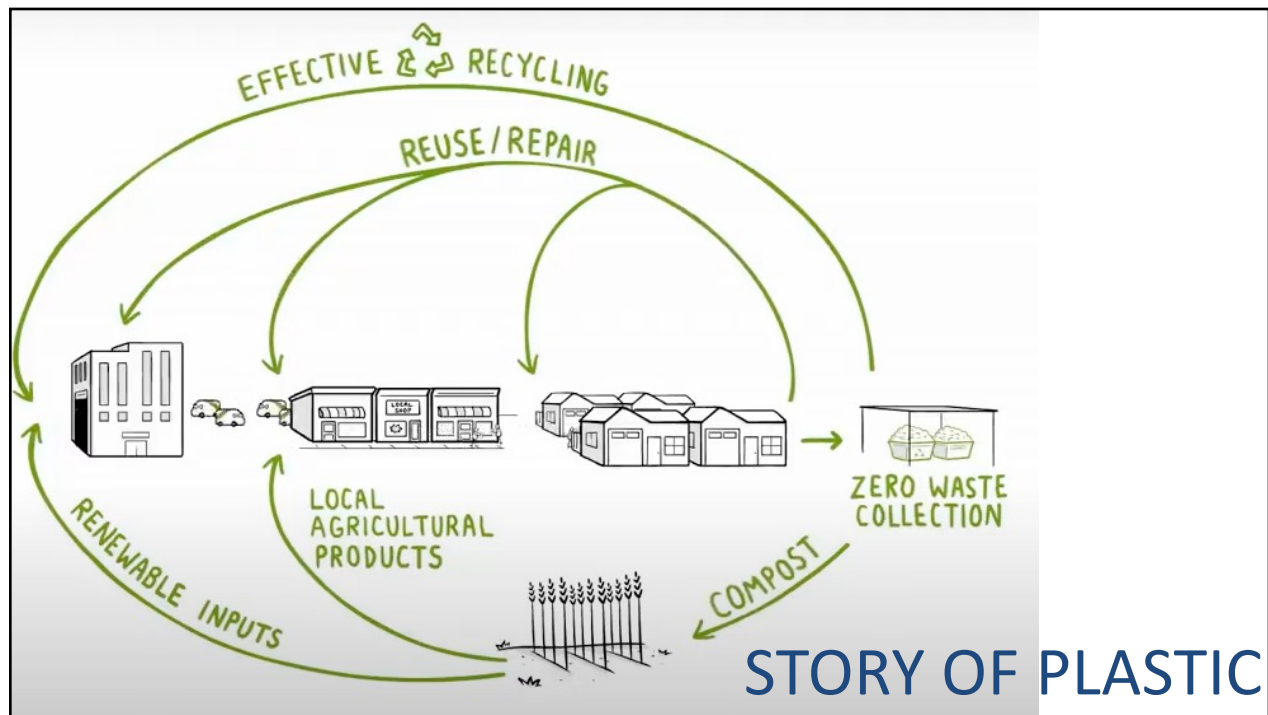 EFFECTIVE RECYCLING
REUSE/REPAIR
LOCAL
SHOP
LOCAL
AGRICULTURAL
PRODUCTS
ZERO WASTE
COLLECTION
RENEWABLE INPUTS
COMPOST
STORY OF PLASTIC